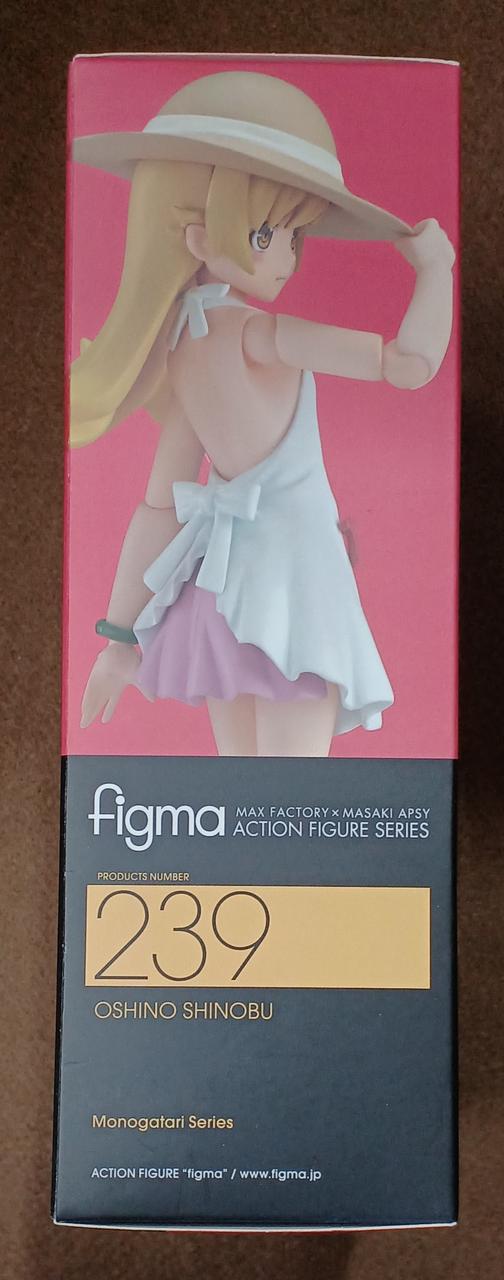 figma
MAX FACTORY × MASAKI APSY
ACTION FIGURE SERIES
PRODUCTS NUMBER
239
OSHINO SHINOBU
Monogatari Series
ACTION FIGURE "figma" / www.figma.jp